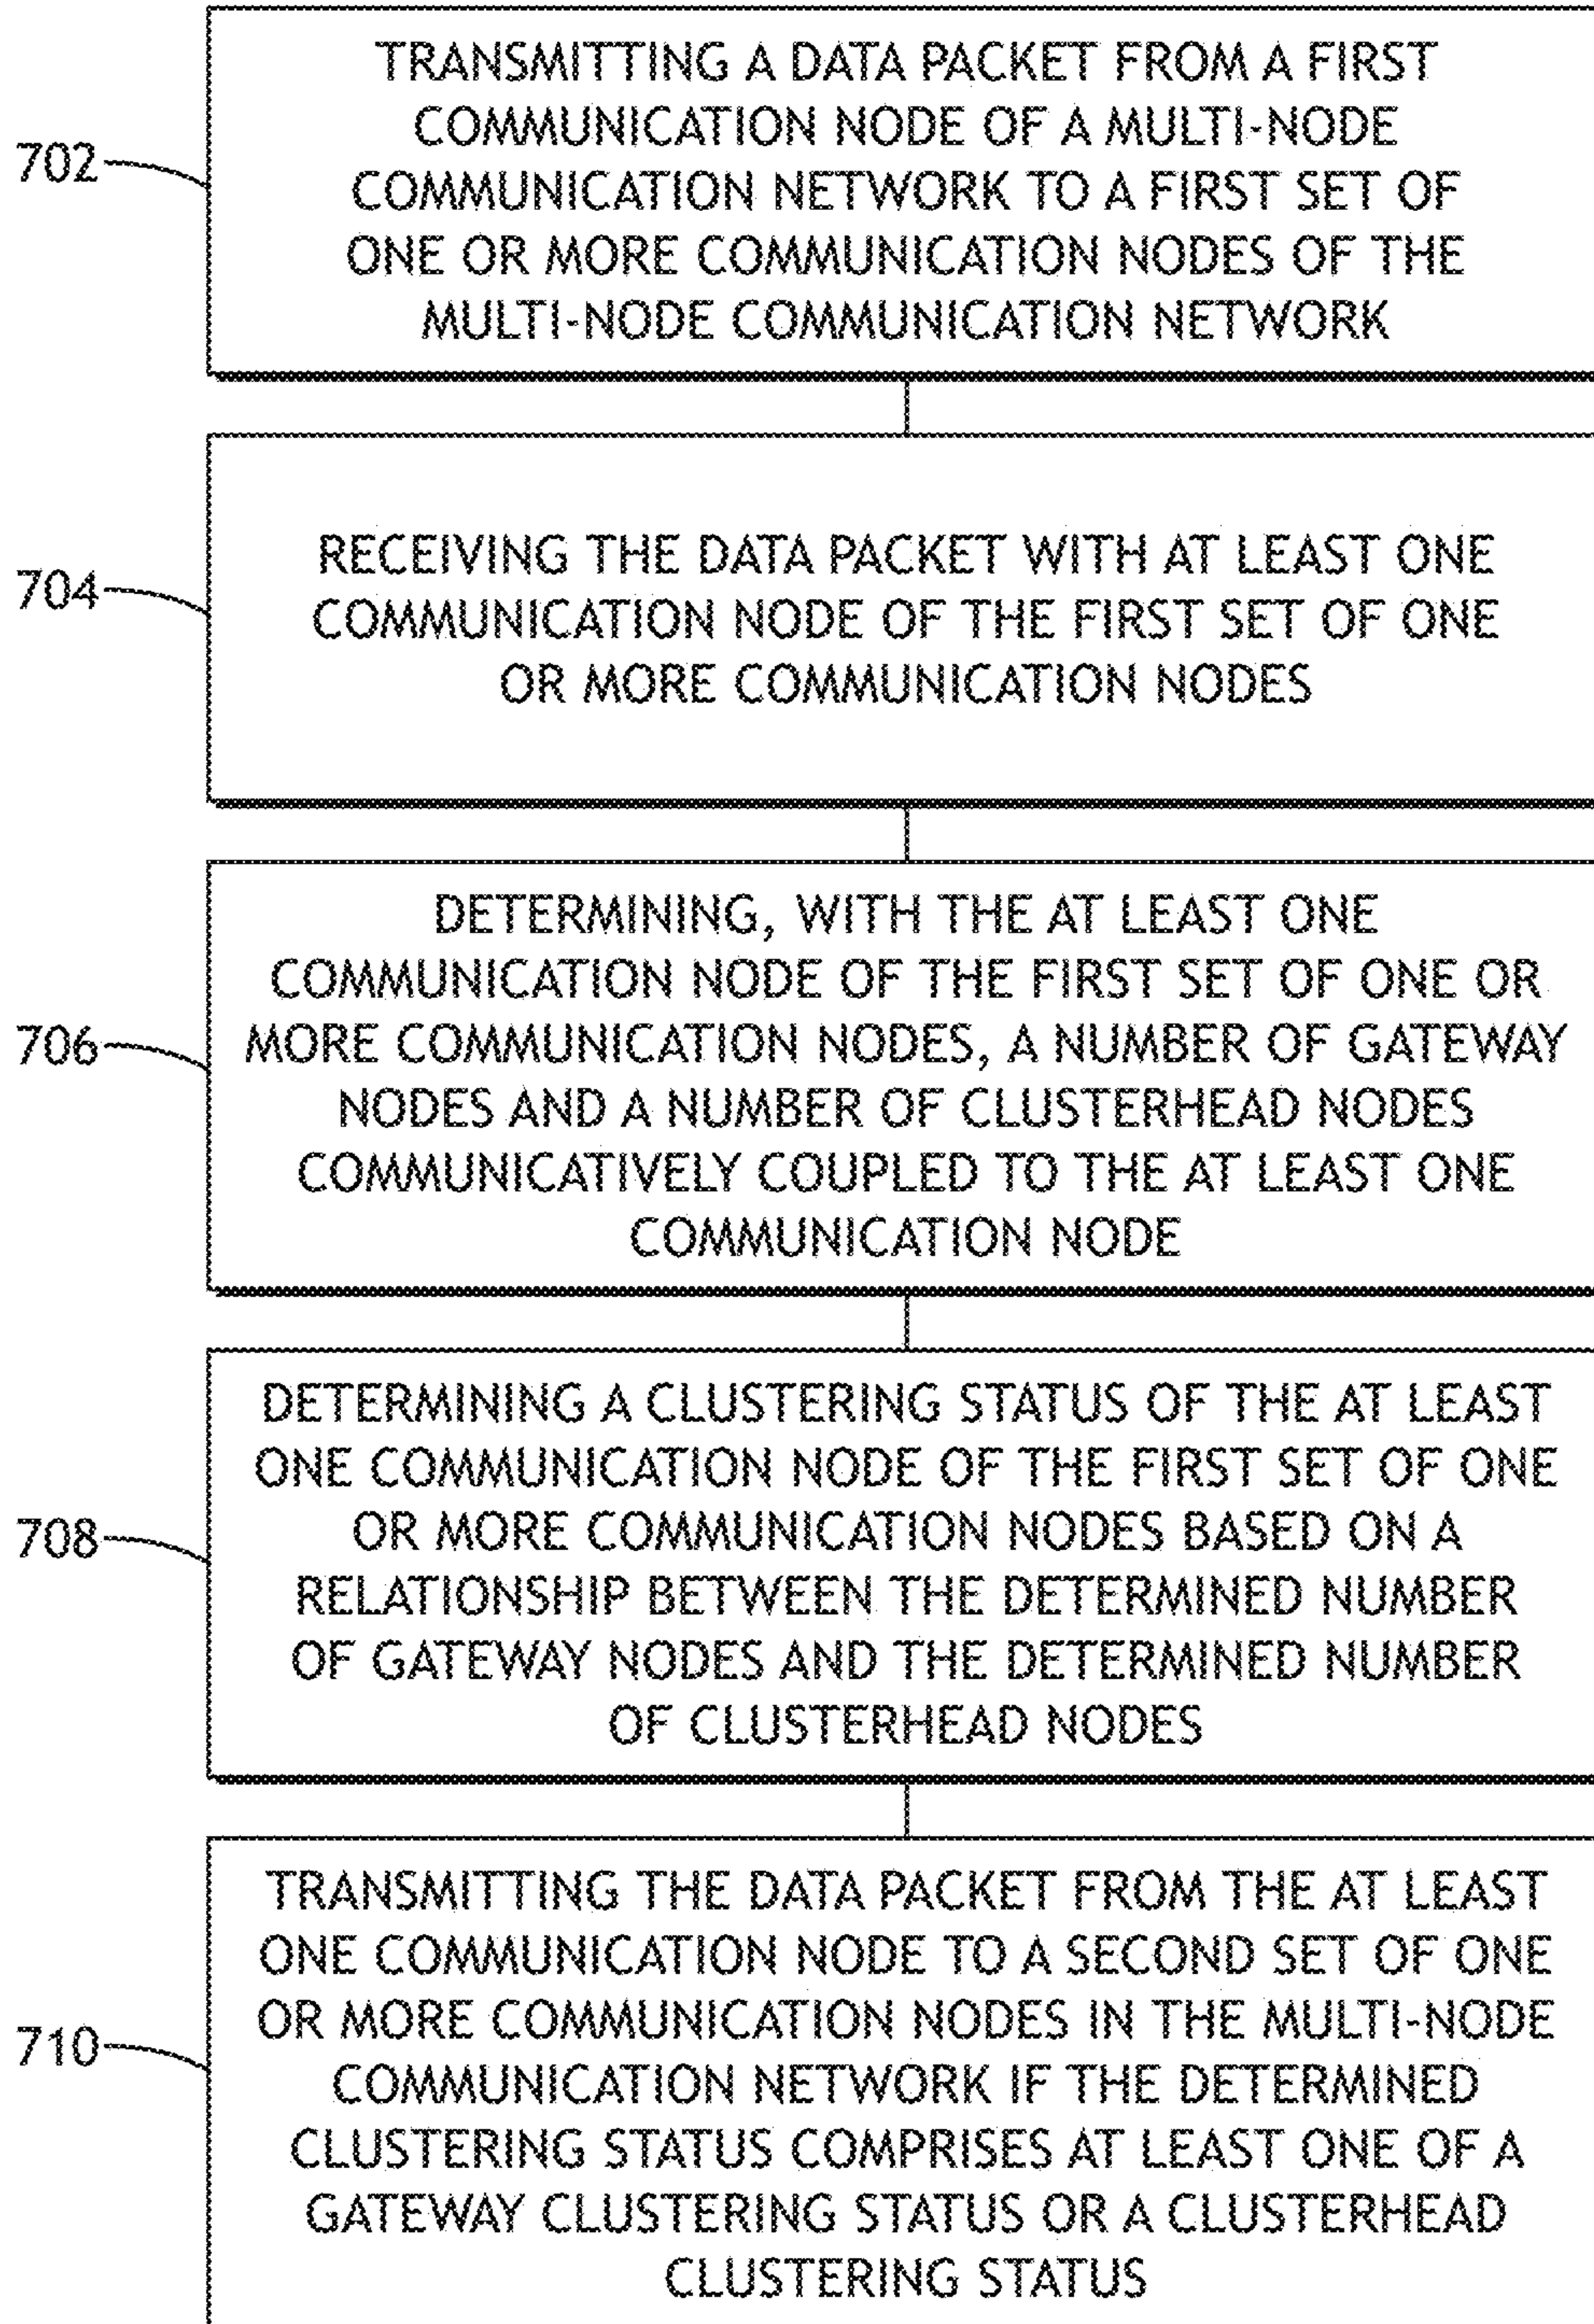 TRANSMITTING A DATA PACKET FROM A FIRST
COMMUNICATION NODE OF A MULTI-NODE
702
COMMUNICATION NETWORK TO A FIRST SET OF
ONE OR MORE COMMUNICATION NODES OF THE
MULTI-NODE COMMUNICATION NETWORK
RECEIVING THE DATA PACKET WITH AT LEAST ONE
704
COMMUNICATION NODE OF THE FIRST SET OF ONE
OR MORE COMMUNICATION NODES
DETERMINING, WITH THE AT LEAST ONE
COMMUNICATION NODE OF THE FIRST SET OF ONE OR
706
MORE COMMUNICATION NODES, A NUMBER OF GATEWAY
NODES AND A NUMBER OF CLUSTERHEAD NODES
COMMUNICATIVELY COUPLED TO THE AT LEAST ONE
COMMUNICATION NODE
DETERMINING A CLUSTERING STATUS OF THE AT LEAST
ONE COMMUNICATION NODE OF THE FIRST SET OF ONE
708
OR MORE COMMUNICATION NODES BASED ON A
RELATIONSHIP BETWEEN THE DETERMINED NUMBER
OF GATEWAY NODES AND THE DETERMINED NUMBER
OF CLUSTERHEAD NODES
TRANSMITTING THE DATA PACKET FROM THE AT LEAST
ONE COMMUNICATION NODE TO A SECOND SET OF ONE
OR MORE COMMUNICATION NODES IN THE MULTI-NODE
710
COMMUNICATION NETWORK IF THE DETERMINED
CLUSTERING STATUS COMPRISES AT LEAST ONE OF A
GATEWAY CLUSTERING STATUS OR A CLUSTERHEAD
CLUSTERING STATUS